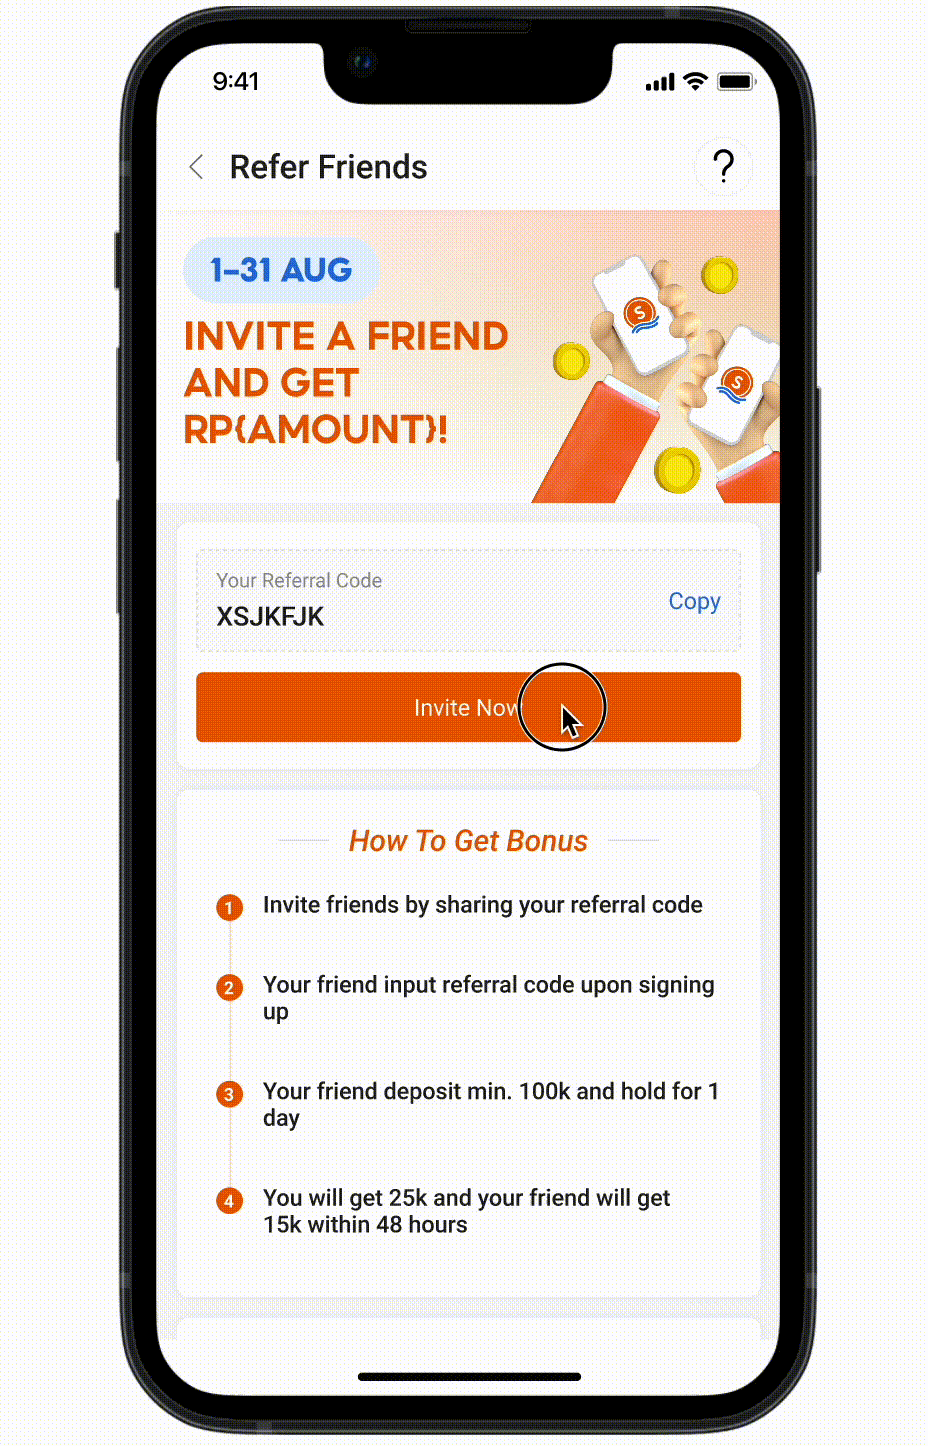 9:41
Refer Friends
?
1-31 AUG
INVITE A FRIEND
AND GET
RP{AMOUNT}!
S
S
Your Referral Code
XSJKFJK
Copy
Invite Now
How To Get Bonus
1 Invite friends by sharing your referral code
2 Your friend input referral code upon signing
up
3 Your friend deposit min. 100k and hold for 1
day
4 You will get 25k and your friend will get
15k within 48 hours